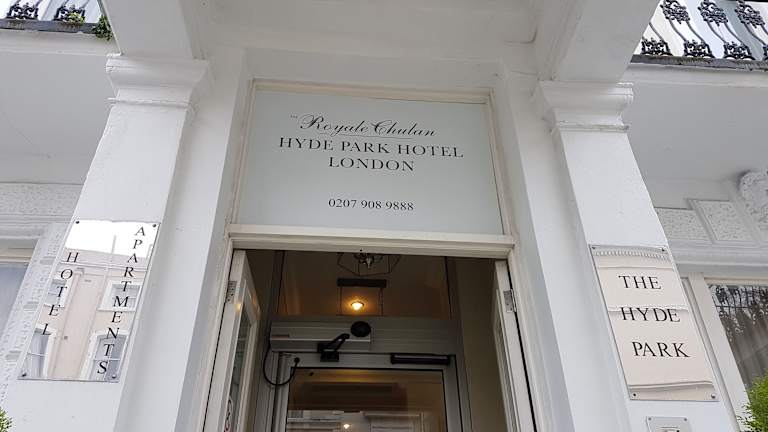 THE Royale Chulan
HYDE PARK HOTEL
LONDON
0207 908 9888
HOTEL
APARTMENTS
THE
HYDE
PARK